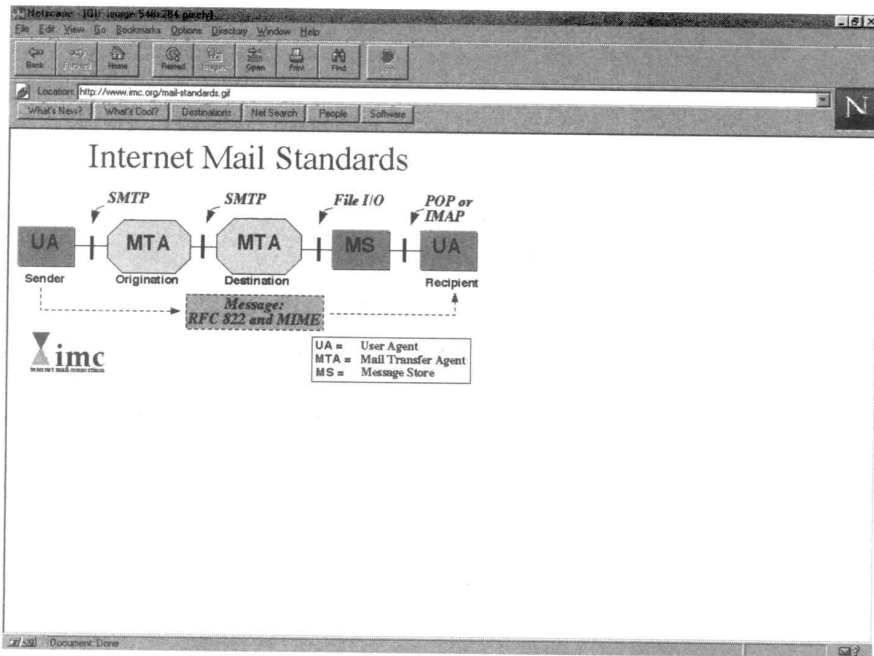 Netscape - [GIF image 546x284 pixels]
File Edit View Go Bookmarks Options Directory Window Help
Back Forward Home Reload Images Open Print Find Stop
Location: http://www.imc.org/mail-standards.gif
What's New? What's Cool? Destinations Net Search People Software
N
Internet Mail Standards
SMTP SMTP File I/O POP or IMAP
UA MTA MTA MS UA
Sender Origination Destination Recipient
Message:
RFC 822 and MIME
imc
internet mail consortium
UA = User Agent
MTA = Mail Transfer Agent
MS = Message Store
Document: Done